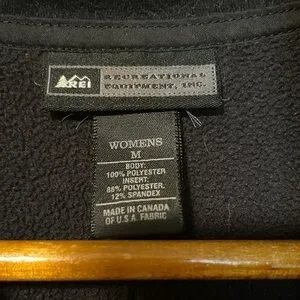 REI
RECREATIONAL
EQUIPMENT, INC.
WOMENS
M
BODY:
100% POLYESTER
INSERT:
88% POLYESTER,
12% SPANDEX
MADE IN CANADA
OF U.S.A. FABRIC